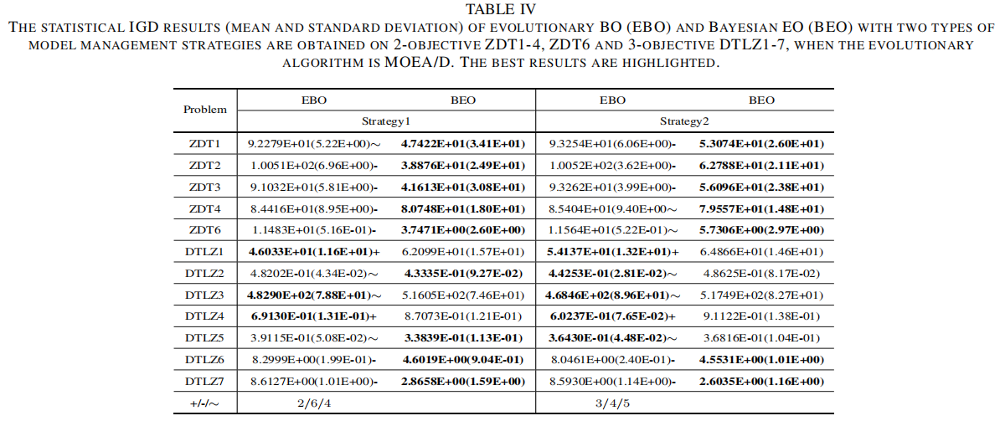 TABLE IV
THE STATISTICAL IGD RESULTS (MEAN AND STANDARD DEVIATION) OF EVOLUTIONARY BO (EBO) AND BAYESIAN EO (BEO) WITH TWO TYPES OF
MODEL MANAGEMENT STRATEGIES ARE OBTAINED ON 2-OBJECTIVE ZDT1-4, ZDT6 AND 3-OBJECTIVE DTLZ1-7, WHEN THE EVOLUTIONARY
ALGORITHM IS MOEA/D. THE BEST RESULTS ARE HIGHLIGHTED.
Problem EBO BEO EBO BEO
Strategy1 Strategy2
ZDT1 9.2279E+01(5.22E+00)∼ 4.7422E+01(3.41E+01) 9.3254E+01(6.06E+00)- 5.3074E+01(2.60E+01)
ZDT2 1.0051E+02(6.96E+00)- 3.8876E+01(2.49E+01) 1.0052E+02(3.62E+00)- 6.2788E+01(2.11E+01)
ZDT3 9.1032E+01(5.81E+00)- 4.1613E+01(3.08E+01) 9.3262E+01(3.99E+00)- 5.6096E+01(2.38E+01)
ZDT4 8.4416E+01(8.95E+00)- 8.0748E+01(1.80E+01) 8.5404E+01(9.40E+00∼ 7.9557E+01(1.48E+01)
ZDT6 1.1483E+01(5.16E-01)- 3.7471E+00(2.60E+00) 1.1564E+01(5.22E-01)∼ 5.7306E+00(2.97E+00)
DTLZ1 4.6033E+01(1.16E+01)+ 6.2099E+01(1.57E+01) 5.4137E+01(1.32E+01)+ 6.4866E+01(1.46E+01)
DTLZ2 4.8202E-01(4.34E-02)∼ 4.3335E-01(9.27E-02) 4.4253E-01(2.81E-02)∼ 4.8625E-01(8.17E-02)
DTLZ3 4.8290E+02(7.88E+01)∼ 5.1605E+02(7.46E+01) 4.6846E+02(8.96E+01)∼ 5.1749E+02(8.27E+01)
DTLZ4 6.9130E-01(1.31E-01)+ 8.7073E-01(1.21E-01) 6.0237E-01(7.65E-02)+ 9.1122E-01(1.38E-01)
DTLZ5 3.9115E-01(5.08E-02)∼ 3.3839E-01(1.13E-01) 3.6430E-01(4.48E-02)∼ 3.6816E-01(1.04E-01)
DTLZ6 8.2999E+00(1.99E-01)- 4.6019E+00(9.04E-01) 8.0461E+00(2.40E-01)- 4.5531E+00(1.01E+00)
DTLZ7 8.6127E+00(1.01E+00)- 2.8658E+00(1.59E+00) 8.5930E+00(1.14E+00)- 2.6035E+00(1.16E+00)
+/-/∼ 2/6/4 3/4/5